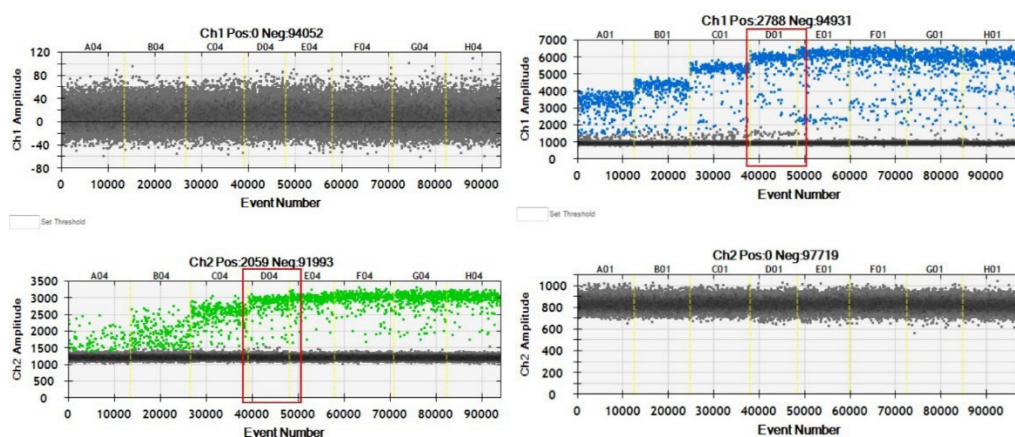 Ch1 Pos:0 Neg:94052
A04 B04 C04 D04 E04 F04 G04 H04
Ch1 Amplitude
120
80
40
0
-40
-80
0 10000 20000 30000 40000 50000 60000 70000 80000 90000
Event Number
Set Threshold
Ch1 Pos:2788 Neg:94931
A01 B01 C01 D01 E01 F01 G01 H01
Ch1 Amplitude
7000
6000
5000
4000
3000
2000
1000
0
0 10000 20000 30000 40000 50000 60000 70000 80000 90000
Event Number
Set Threshold
Ch2 Pos:2059 Neg:91993
A04 B04 C04 D04 E04 F04 G04 H04
Ch2 Amplitude
3500
3000
2500
2000
1500
1000
500
0
0 10000 20000 30000 40000 50000 60000 70000 80000 90000
Event Number
Ch2 Pos:0 Neg:97719
A01 B01 C01 D01 E01 F01 G01 H01
Ch2 Amplitude
1000
800
600
400
200
0
0 10000 20000 30000 40000 50000 60000 70000 80000 90000
Event Number